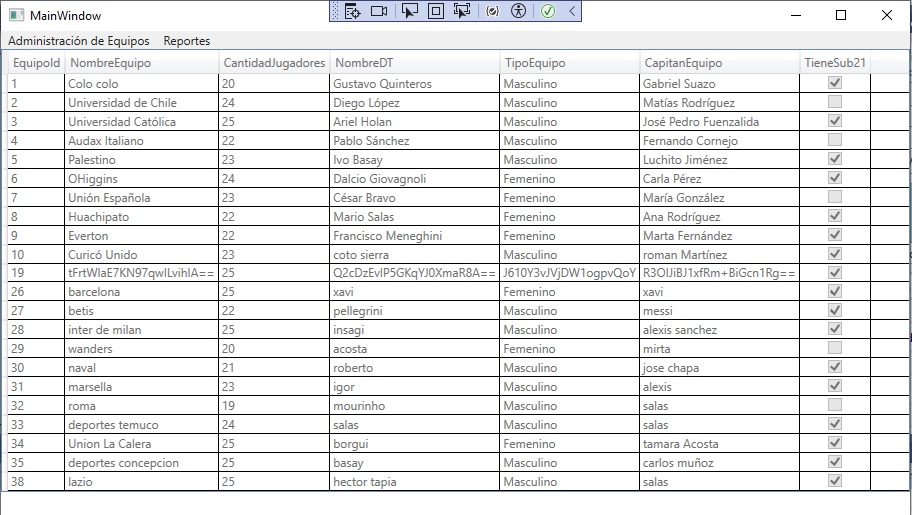 MainWindow
Administración de Equipos Reportes
EquipoId NombreEquipo CantidadJugadores NombreDT TipoEquipo CapitanEquipo TieneSub21
1 Colo colo 20 Gustavo Quinteros Masculino Gabriel Suazo
2 Universidad de Chile 24 Diego López Masculino Matías Rodríguez
3 Universidad Católica 25 Ariel Holan Masculino José Pedro Fuenzalida
4 Audax Italiano 22 Pablo Sánchez Masculino Fernando Cornejo
5 Palestino 23 Ivo Basay Masculino Luchito Jiménez
6 OHiggins 24 Dalcio Giovagnoli Femenino Carla Pérez
7 Unión Española 23 César Bravo Femenino María González
8 Huachipato 22 Mario Salas Femenino Ana Rodríguez
9 Everton 22 Francisco Meneghini Femenino Marta Fernández
10 Curicó Unido 23 coto sierra Masculino roman Martínez
19 tFrtWlaE7KN97qwlLvihIA== 25 Q2cDzEvIP5GKqYJ0XmaR8A== J610Y3vJVjDW1ogpvQoY R3OlJiBJ1xfRm+BiGcn1Rg==
26 barcelona 25 xavi Femenino xavi
27 betis 22 pellegrini Masculino messi
28 inter de milan 25 insagi Masculino alexis sanchez
29 wanders 20 acosta Femenino mirta
30 naval 21 roberto Masculino jose chapa
31 marsella 23 igor Masculino alexis
32 roma 19 mourinho Masculino salas
33 deportes temuco 24 salas Masculino salas
34 Union La Calera 25 borgui Femenino tamara Acosta
35 deportes concepcion 25 basay Masculino carlos muñoz
38 lazio 25 hector tapia Masculino salas